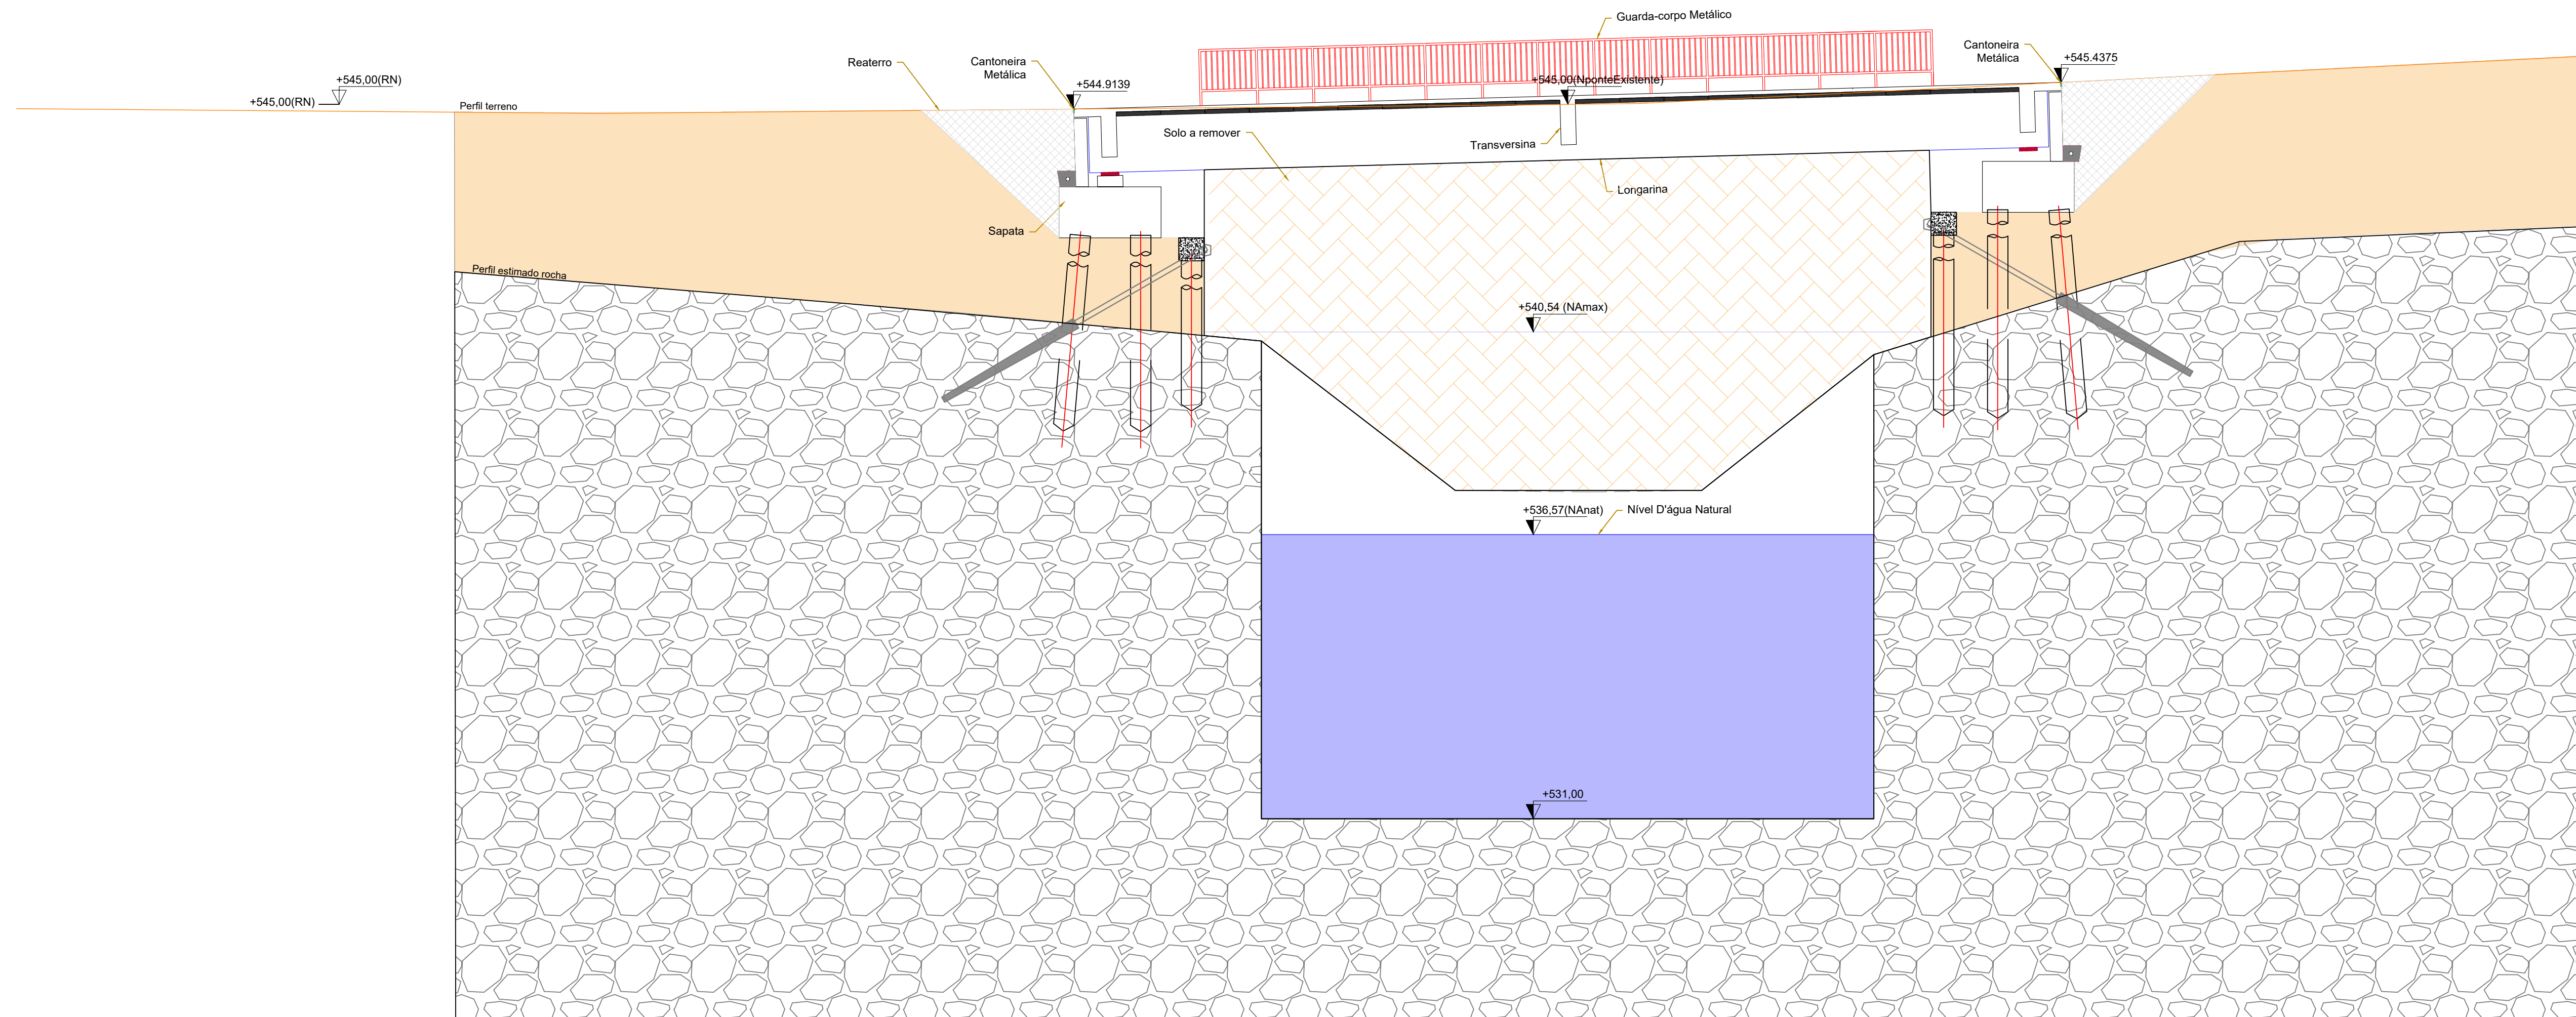 Guarda-corpo Metálico
Cantoneira
Metálica
+545.4375
Reaterro
Cantoneira
Metálica
+544.9139
+545,00(NponteExistente)
+545,00(RN)
+545,00(RN)
Perfil terreno
Solo a remover
Transversina
Longarina
Sapata
Perfil estimado rocha
+540,54 (NAmax)
+536,57(NAnat)
Nível D'água Natural
+531,00